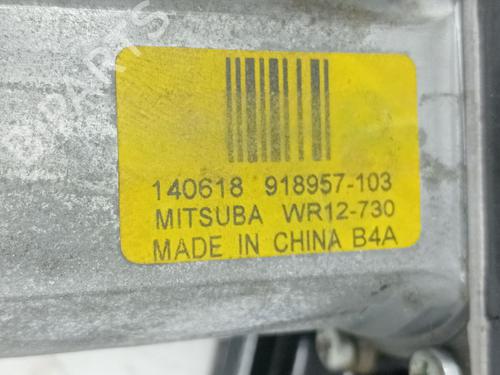 140618 918957-103
MITSUBA WR12-730
MADE IN CHINA B4A